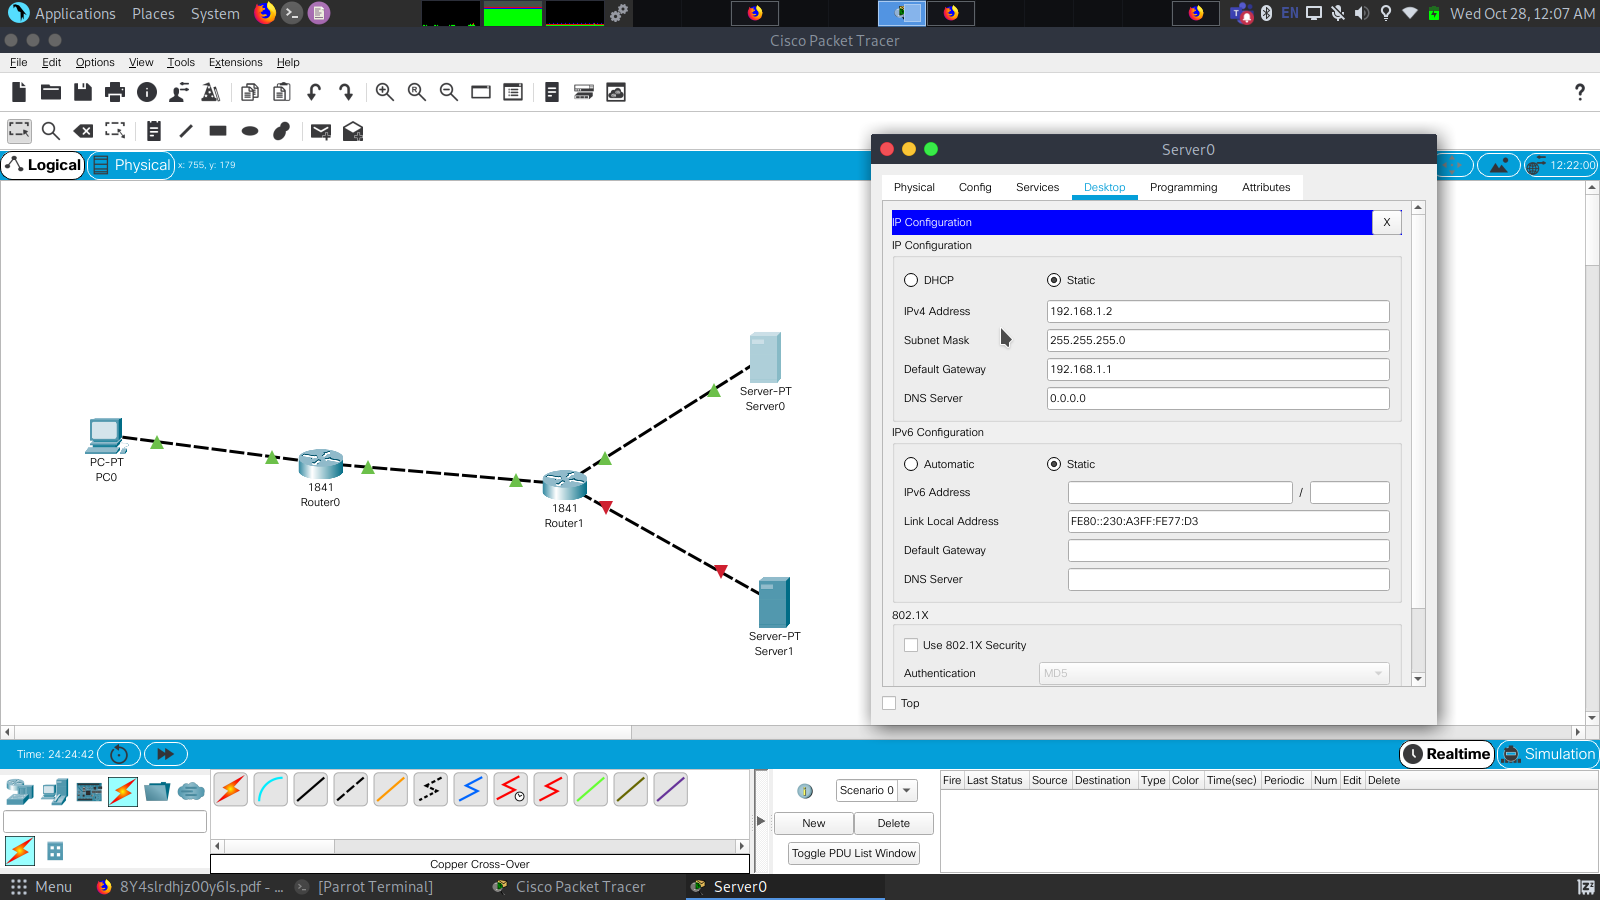 Applications Places System EN Wed Oct 28, 12:07 AM
Cisco Packet Tracer
File Edit Options View Tools Extensions Help
?
Logical Physical x: 755, y: 179 12:22:00
Server0
Physical Config Services Desktop Programming Attributes
IP Configuration X
IP Configuration
DHCP Static
IPv4 Address 192.168.1.2
Subnet Mask 255.255.255.0
Default Gateway 192.168.1.1
DNS Server 0.0.0.0
IPv6 Configuration
Automatic Static
IPv6 Address /
Link Local Address FE80::230:A3FF:FE77:D3
Default Gateway
DNS Server
802.1X
Use 802.1X Security
Authentication MD5
Top
Server-PT
Server0
PC-PT
PC0
1841
Router0
1841
Router1
Server-PT
Server1
Time: 24:24:42 Realtime Simulation
Scenario 0
New Delete
Toggle PDU List Window
Fire Last Status Source Destination Type Color Time(sec) Periodic Num Edit Delete
Copper Cross-Over
Menu 8Y4slrdhjz00y6Is.pdf - ... [Parrot Terminal] Cisco Packet Tracer Server0